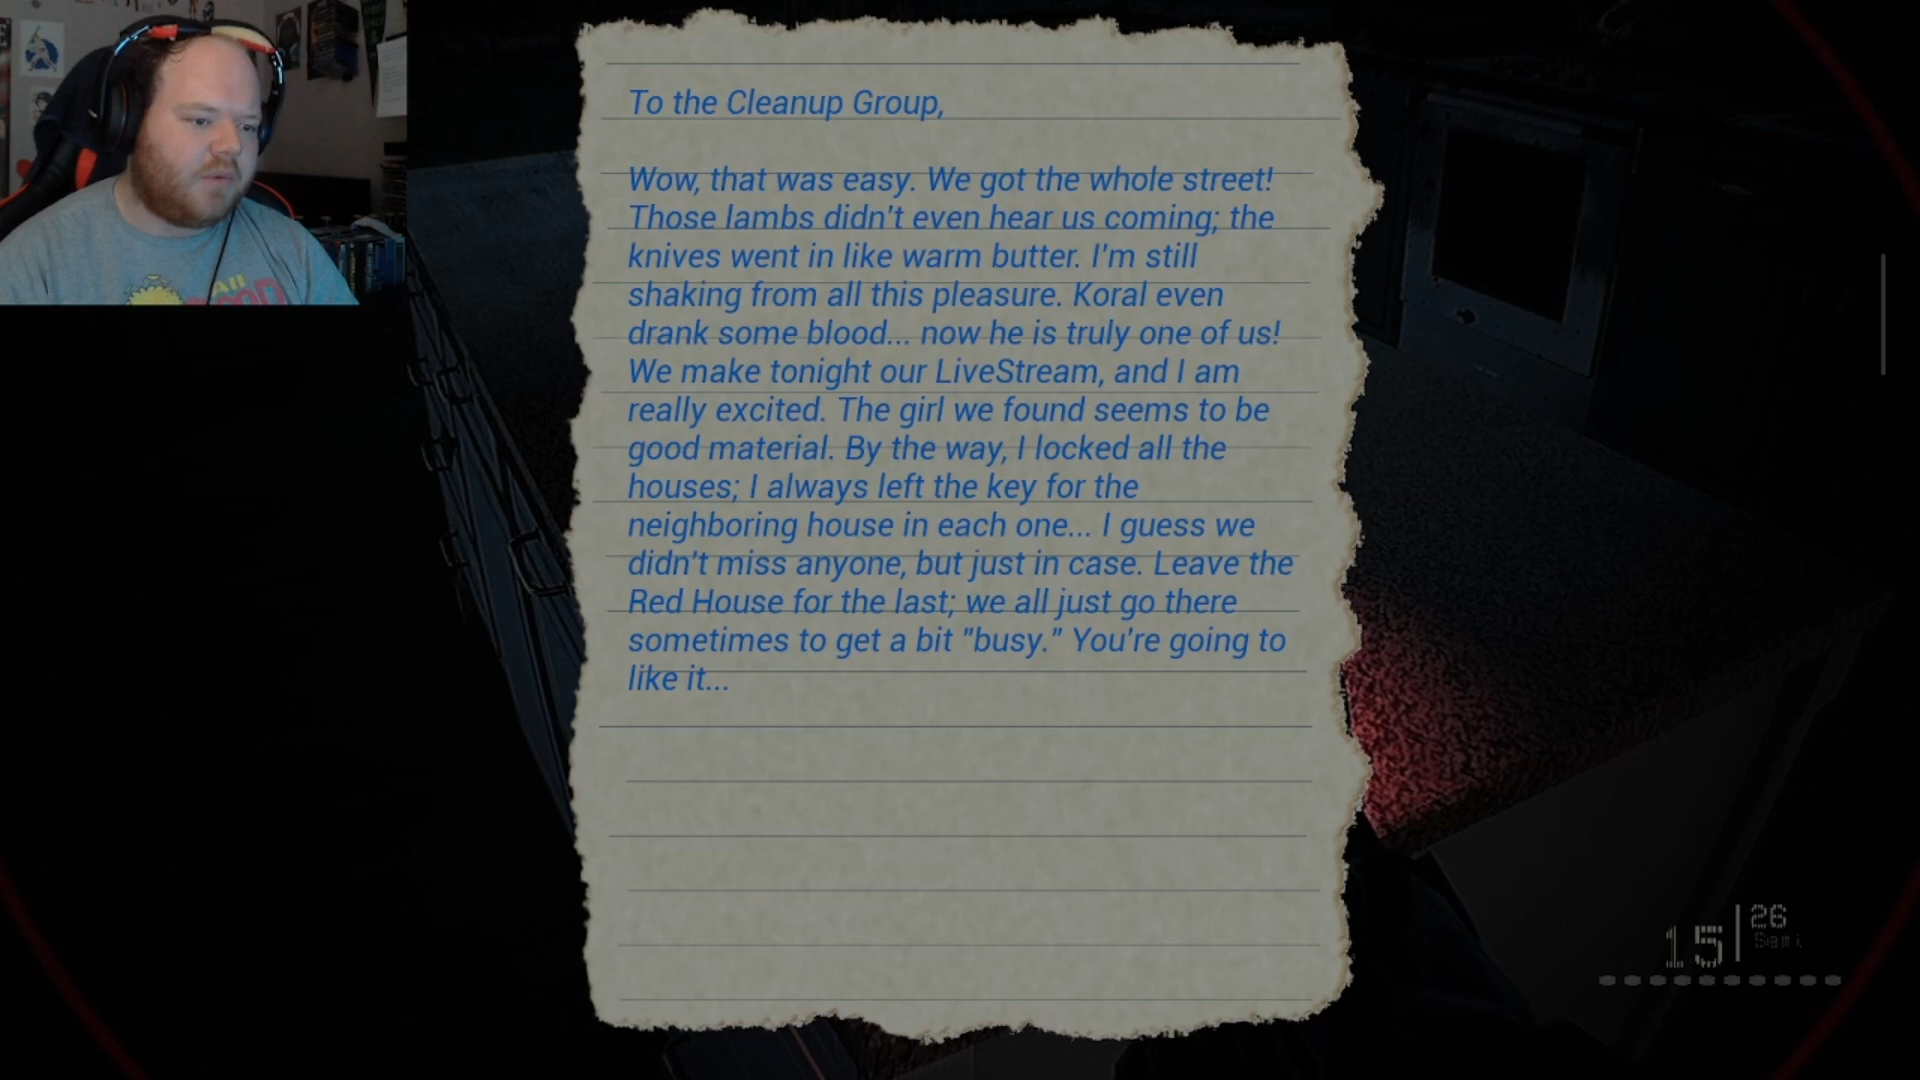 To the Cleanup Group,
Wow, that was easy. We got the whole street!
Those lambs didn't even hear us coming; the
knives went in like warm butter. I'm still
shaking from all this pleasure. Koral even
drank some blood... now he is truly one of us!
We make tonight our LiveStream, and I am
really excited. The girl we found seems to be
good material. By the way, I locked all the
houses; I always left the key for the
neighboring house in each one... I guess we
didn't miss anyone, but just in case. Leave the
Red House for the last; we all just go there
sometimes to get a bit "busy." You're going to
like it...
15 26
Semi